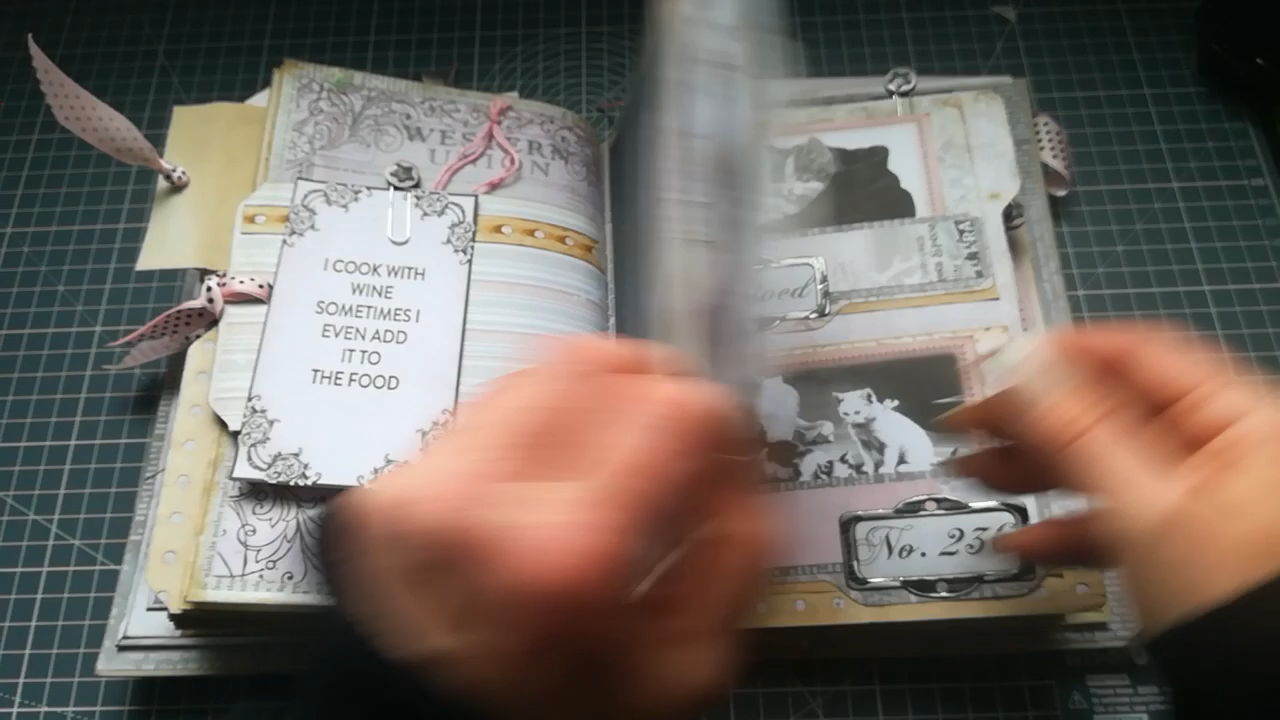 WESTERN
UNION
I COOK WITH
WINE
SOMETIMES I
EVEN ADD
IT TO
THE FOOD
No. 23